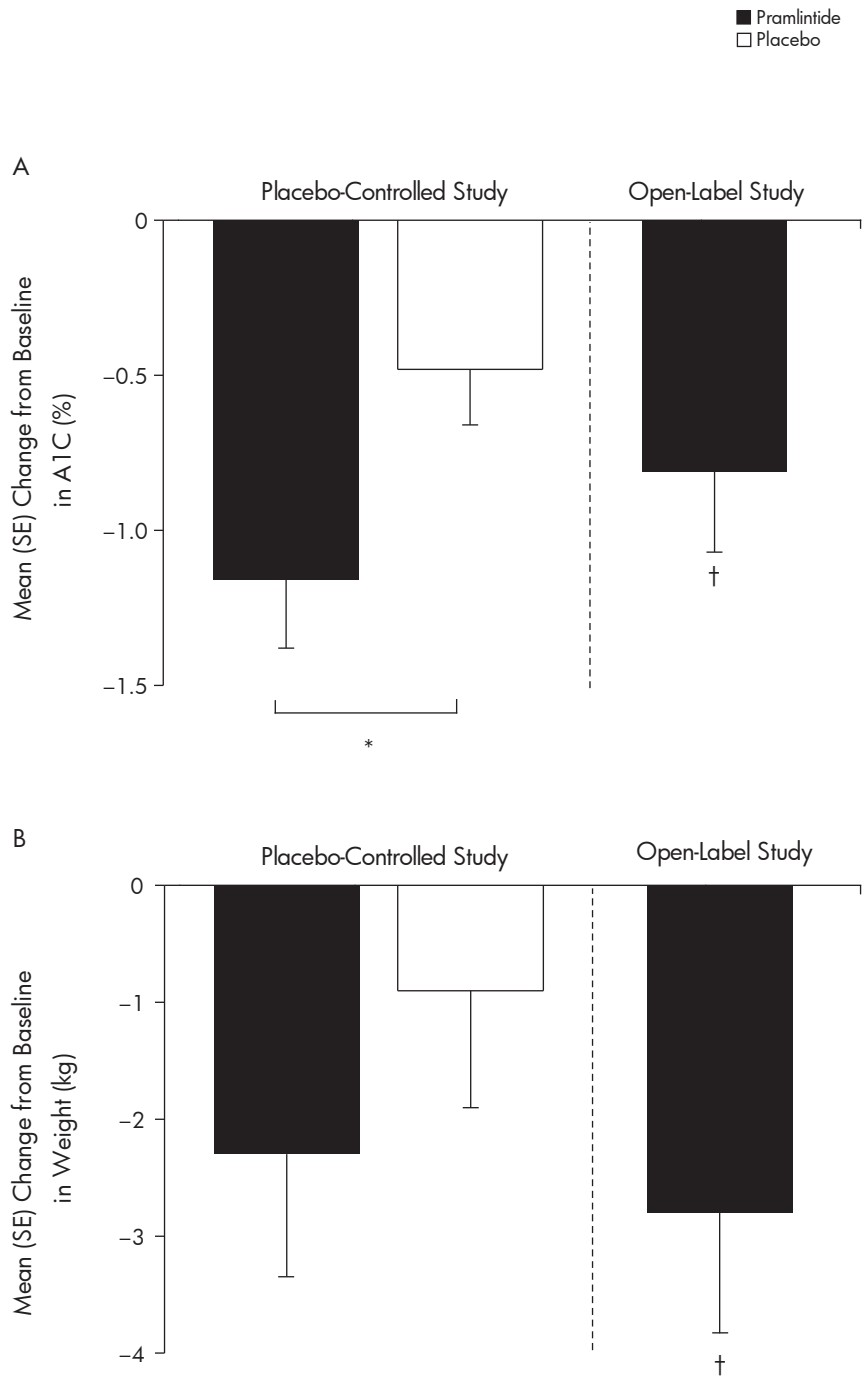 Pramlintide
Placebo
A
Placebo-Controlled Study
Open-Label Study
Mean (SE) Change from Baseline
in A1C (%)
0
−0.5
−1.0
−1.5
†
*
B
Placebo-Controlled Study
Open-Label Study
Mean (SE) Change from Baseline
in Weight (kg)
0
−1
−2
−3
−4
†